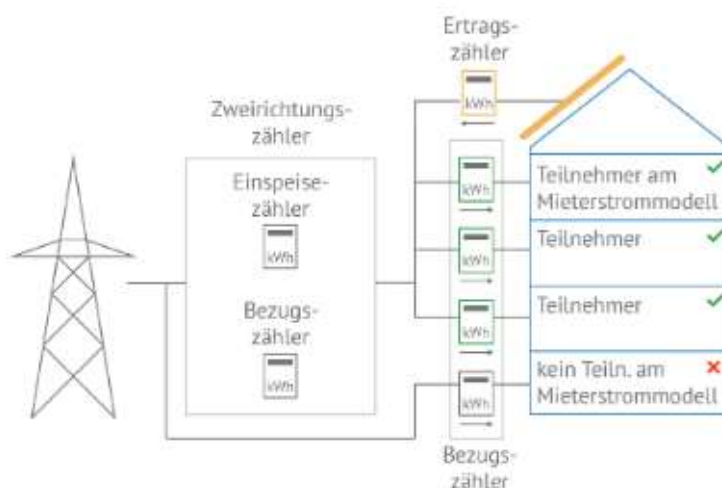 Ertrags-
zähler
kWh
Zweirichtungs-
zähler
Einspeise-
zähler
kWh
Bezugs-
zähler
kWh
kWh
kWh
kWh
kWh
Bezugs-
zähler
Teilnehmer am
Mieterstrommodell
Teilnehmer
Teilnehmer
kein Teiln. am
Mieterstrommodell